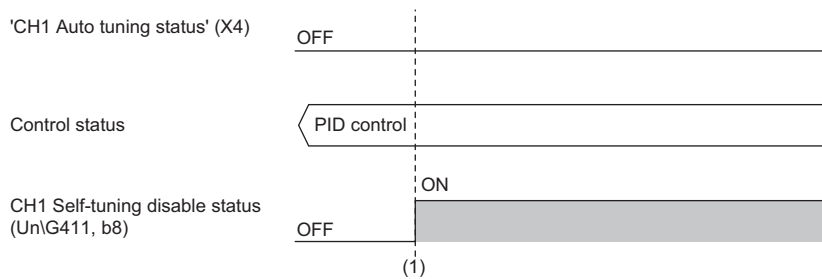 'CH1 Auto tuning status' (X4)
OFF
Control status
PID control
ON
CH1 Self-tuning disable status
(Un\G411, b8)
OFF
(1)